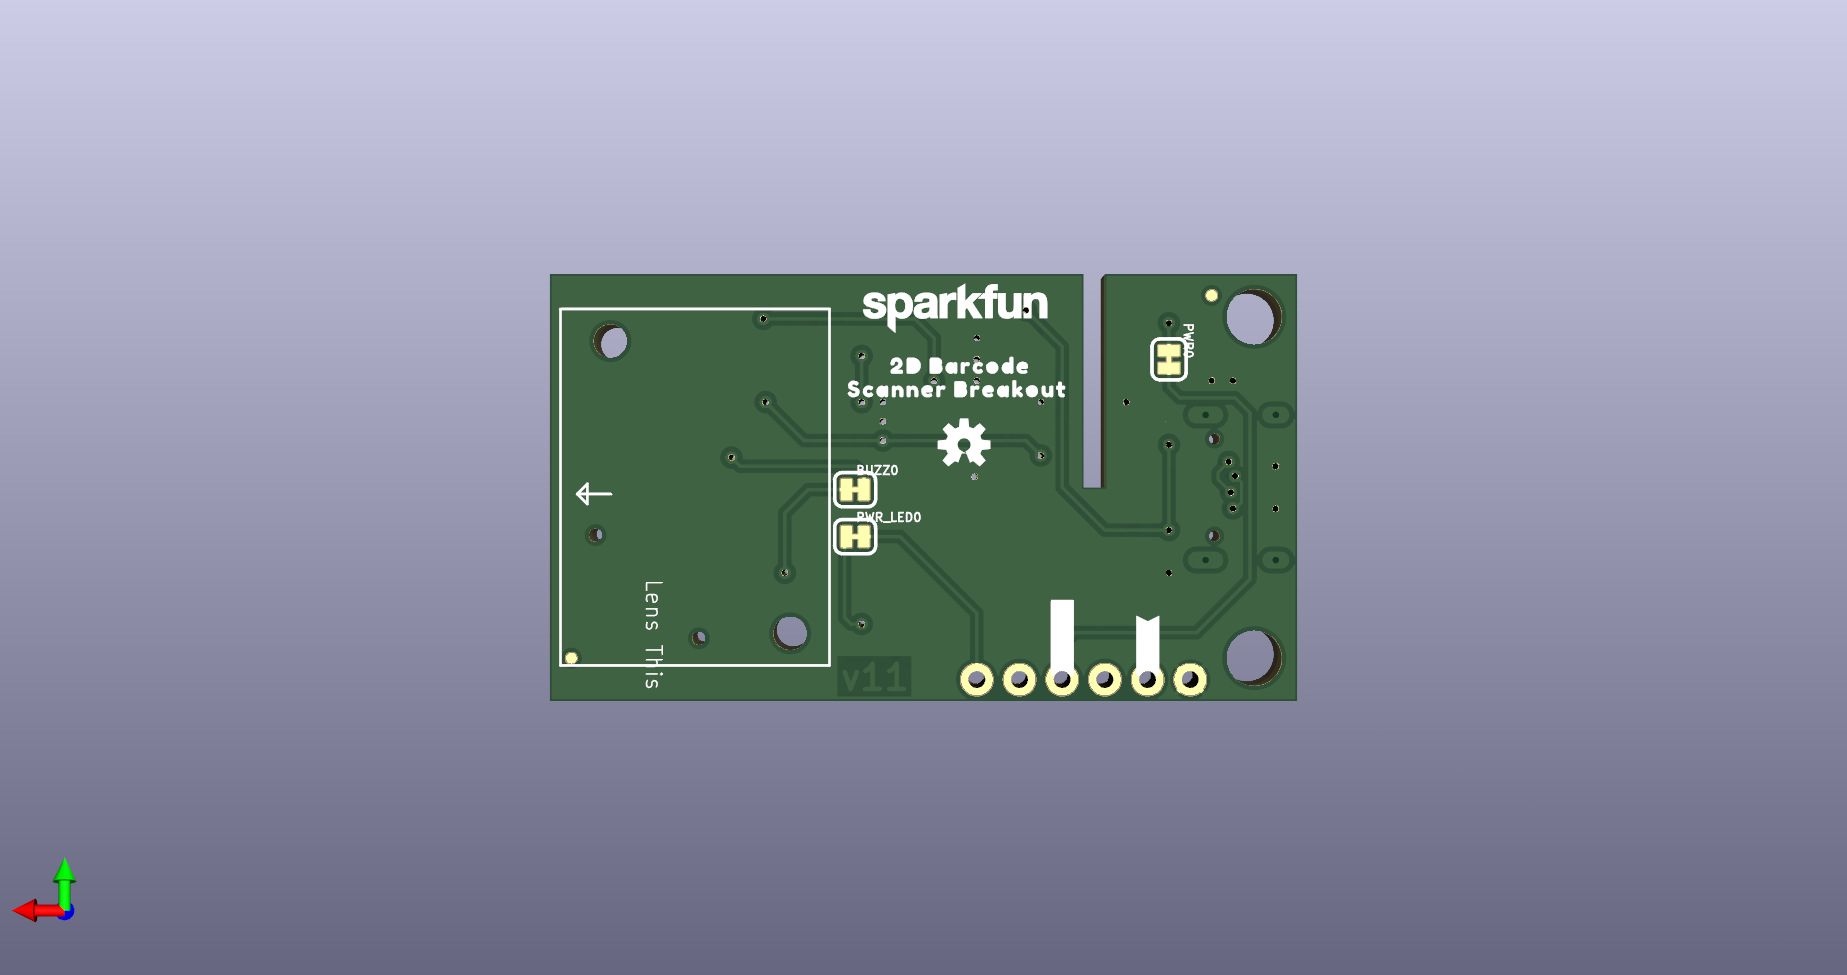 sparkfun
2D Barcode
Scanner Breakout
PWR0
BUZZ0
PWR_LED0
Lens This
v11